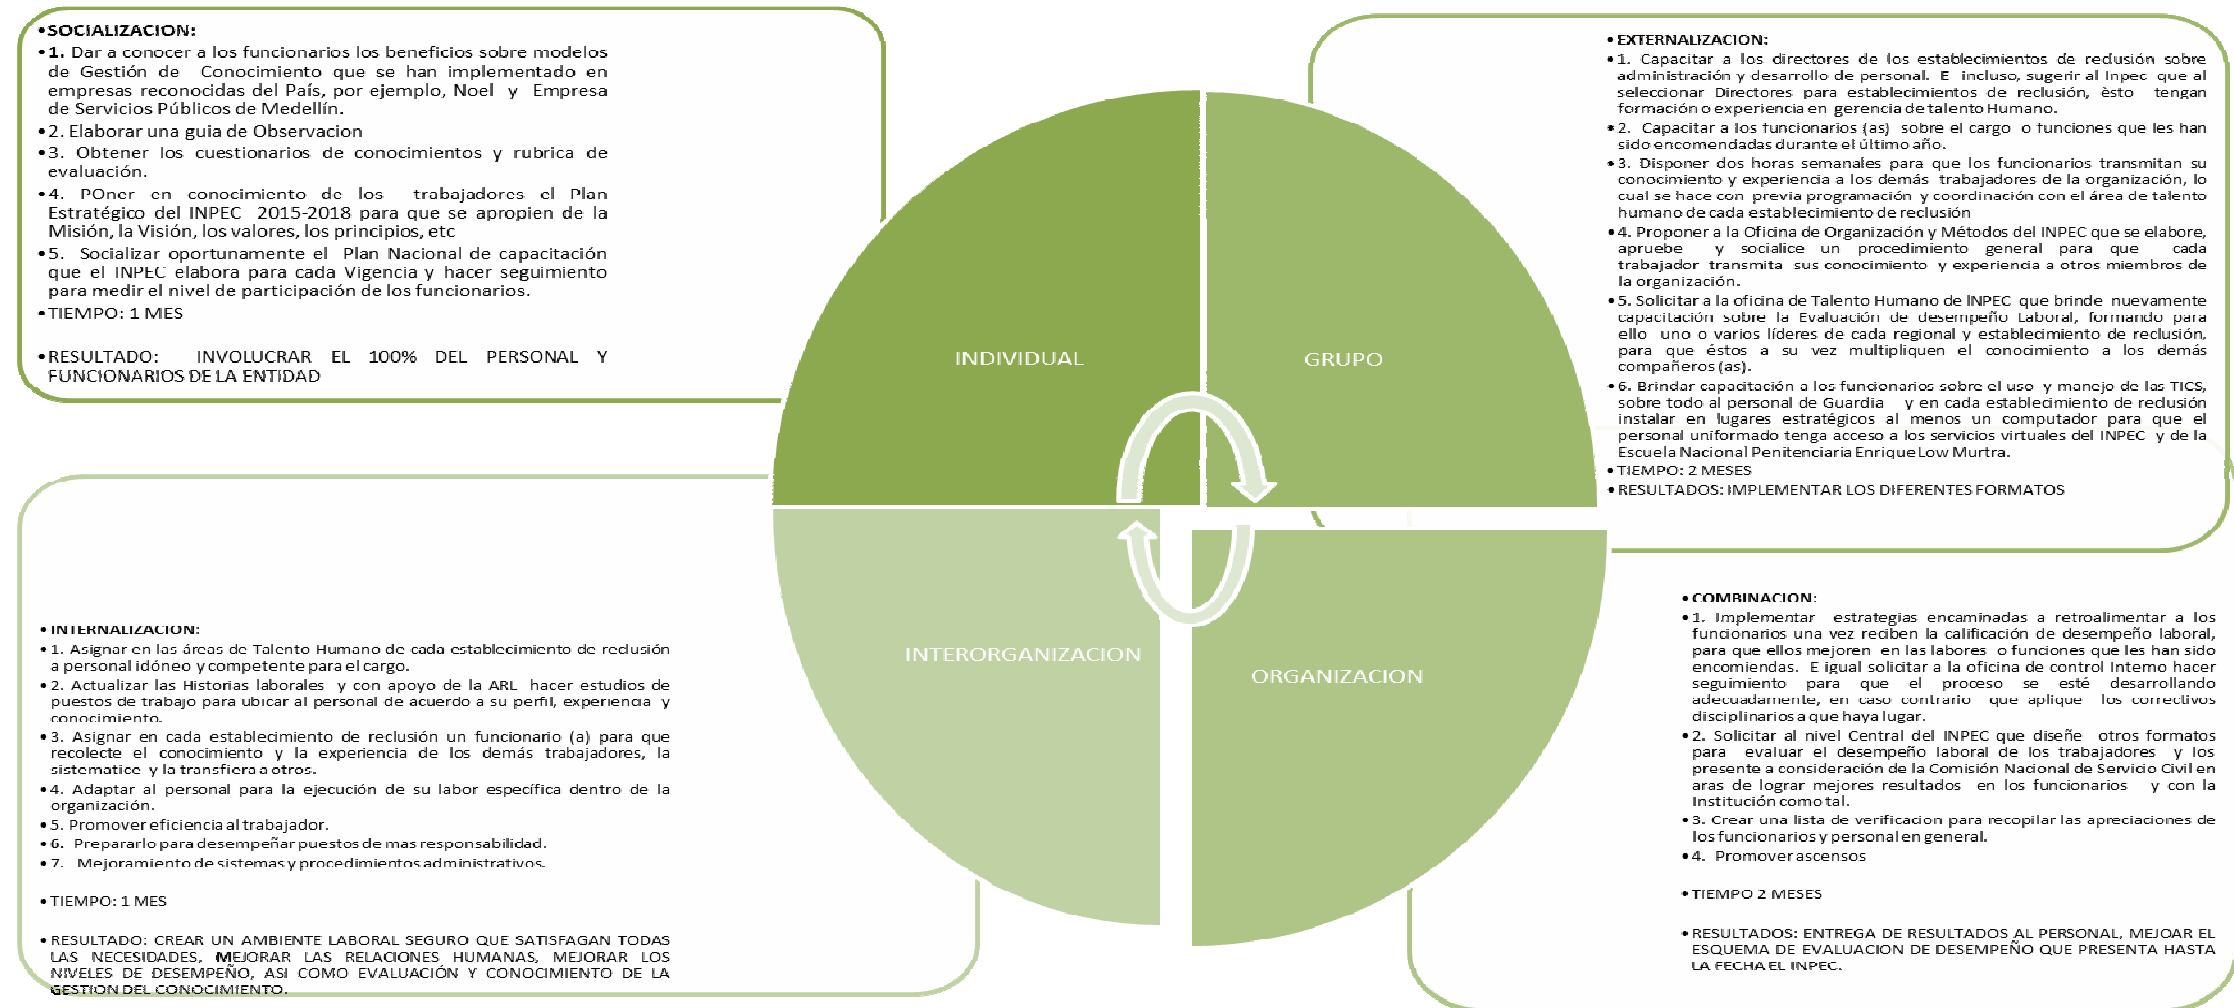 •SOCIALIZACION:
•1. Dar a conocer a los funcionarios los beneficios sobre modelos
de Gestión de Conocimiento que se han implementado en
empresas reconocidas del País, por ejemplo, Noel y Empresa
de Servicios Públicos de Medellín.
•2. Elaborar una guia de Observacion
•3. Obtener los cuestionarios de conocimientos y rubrica de
evaluación.
•4. POner en conocimiento de los trabajadores el Plan
Estratégico del INPEC 2015-2018 para que se apropien de la
Misión, la Visión, los valores, los principios, etc
•5. Socializar oportunamente el Plan Nacional de capacitación
que el INPEC elabora para cada Vigencia y hacer seguimiento
para medir el nivel de participación de los funcionarios.
•TIEMPO: 1 MES
•RESULTADO: INVOLUCRAR EL 100% DEL PERSONAL Y
FUNCIONARIOS DE LA ENTIDAD
•EXTERNALIZACION:
•1. Capacitar a los directores de los establecimientos de reclusión sobre
administración y desarrollo de personal. E incluso, sugerir al Inpec que al
seleccionar Directores para establecimientos de reclusión, èsto tengan
formación o experiencia en gerencia de talento Humano.
•2. Capacitar a los funcionarios (as) sobre el cargo o funciones que les han
sido encomendadas durante el último año.
•3. Disponer dos horas semanales para que los funcionarios transmitan su
conocimiento y experiencia a los demás trabajadores de la organización, lo
cual se hace con previa programación y coordinación con el área de talento
humano de cada establecimiento de reclusión
•4. Proponer a la Oficina de Organización y Métodos del INPEC que se elabore,
apruebe y socialice un procedimiento general para que cada
trabajador transmita sus conocimiento y experiencia a otros miembros de
la organización.
•5. Solicitar a la oficina de Talento Humano de INPEC que brinde nuevamente
capacitación sobre la Evaluación de desempeño Laboral, formando para
ello uno o varios líderes de cada regional y establecimiento de reclusión,
para que éstos a su vez multipliquen el conocimiento a los demás
compañeros (as).
•6. Brindar capacitación a los funcionarios sobre el uso y manejo de las TICS,
sobre todo al personal de Guardia y en cada establecimiento de reclusión
instalar en lugares estratégicos al menos un computador para que el
personal uniformado tenga acceso a los servicios virtuales del INPEC y de la
Escuela Nacional Penitenciaria Enrique Low Murtra.
•TIEMPO: 2 MESES
•RESULTADOS: IMPLEMENTAR LOS DIFERENTES FORMATOS
INDIVIDUAL
GRUPO
INTERORGANIZACION
ORGANIZACION
•INTERNALIZACION:
•1. Asignar en las áreas de Talento Humano de cada establecimiento de reclusión
a personal idóneo y competente para el cargo.
•2. Actualizar las Historias laborales y con apoyo de la ARL hacer estudios de
puestos de trabajo para ubicar al personal de acuerdo a su perfil, experiencia y
conocimiento.
•3. Asignar en cada establecimiento de reclusión un funcionario (a) para que
recolecte el conocimiento y la experiencia de los demás trabajadores, la
sistematice y la transfiera a otros.
•4. Adaptar al personal para la ejecución de su labor específica dentro de la
organización.
•5. Promover eficiencia al trabajador.
•6. Prepararlo para desempeñar puestos de mas responsabilidad.
•7. Mejoramiento de sistemas y procedimientos administrativos.
•TIEMPO: 1 MES
•RESULTADO: CREAR UN AMBIENTE LABORAL SEGURO QUE SATISFAGAN TODAS
LAS NECESIDADES, MEJORAR LAS RELACIONES HUMANAS, MEJORAR LOS
NIVELES DE DESEMPEÑO, ASI COMO EVALUACIÓN Y CONOCIMIENTO DE LA
GESTION DEL CONOCIMIENTO.
•COMBINACION:
•1. Implementar estrategias encaminadas a retroalimentar a los
funcionarios una vez reciben la calificación de desempeño laboral,
para que ellos mejoren en las labores o funciones que les han sido
encomiendas. E igual solicitar a la oficina de control Interno hacer
seguimiento para que el proceso se esté desarrollando
adecuadamente, en caso contrario que aplique los correctivos
disciplinarios a que haya lugar.
•2. Solicitar al nivel Central del INPEC que diseñe otros formatos
para evaluar el desempeño laboral de los trabajadores y los
presente a consideración de la Comisión Nacional de Servicio Civil en
aras de lograr mejores resultados en los funcionarios y con la
Institución como tal.
•3. Crear una lista de verificacion para recopilar las apreciaciones de
los funcionarios y personal en general.
•4. Promover ascensos
•TIEMPO 2 MESES
•RESULTADOS: ENTREGA DE RESULTADOS AL PERSONAL, MEJOAR EL
ESQUEMA DE EVALUACION DE DESEMPEÑO QUE PRESENTA HASTA
LA FECHA EL INPEC.